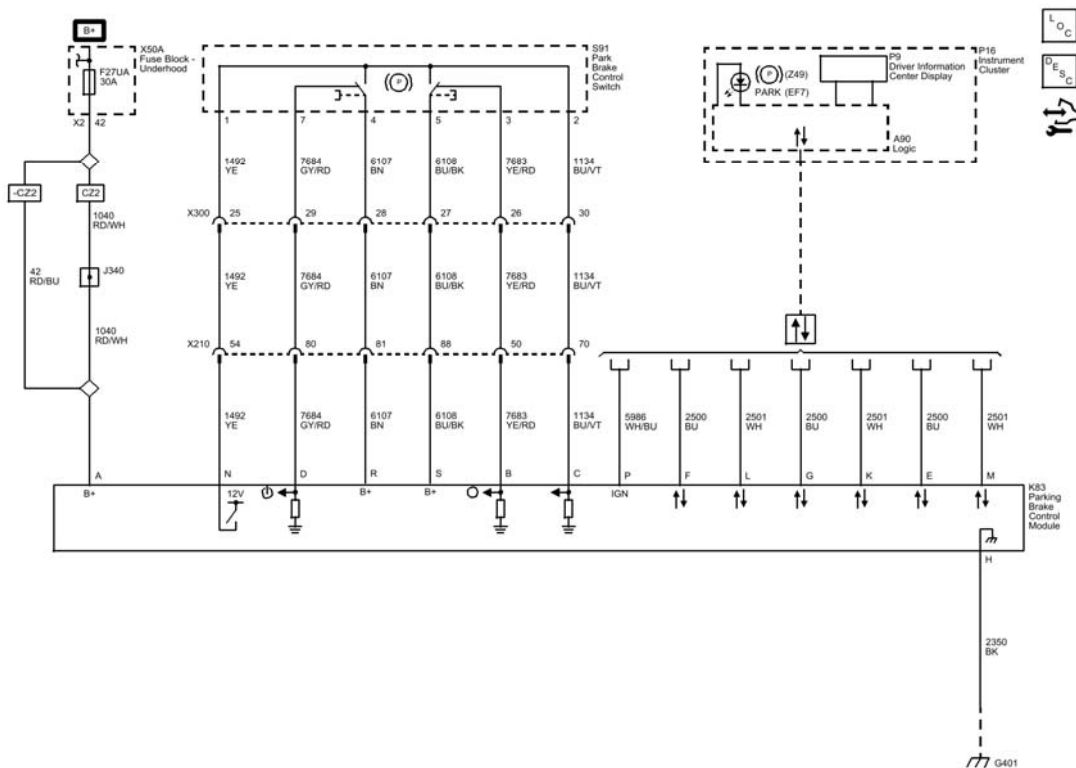 B+
X50A
Fuse Block -
Underhood
F27UA
30A
X2 42
-CZ2
CZ2
1040
RD/WH
42
RD/BU
J340
1040
RD/WH
A
B+
S91
Park
Brake
Control
Switch
(P)
1 7 4 5 3 2
1492
YE
7684
GY/RD
6107
BN
6108
BU/BK
7683
YE/RD
1134
BU/VT
X300 25 29 28 27 26 30
1492
YE
7684
GY/RD
6107
BN
6108
BU/BK
7683
YE/RD
1134
BU/VT
X210 54 80 81 88 50 70
1492
YE
7684
GY/RD
6107
BN
6108
BU/BK
7683
YE/RD
1134
BU/VT
N D R S B C
12V
B+
B+
P16
Instrument
Cluster
P9
Driver Information
Center Display
(P) (Z49)
PARK (EF7)
A90
Logic
LOC
DESC
5986
WH/BU
2500
BU
2501
WH
2500
BU
2501
WH
2500
BU
2501
WH
P F L G K E M
IGN
K83
Parking
Brake
Control
Module
H
2350
BK
G401